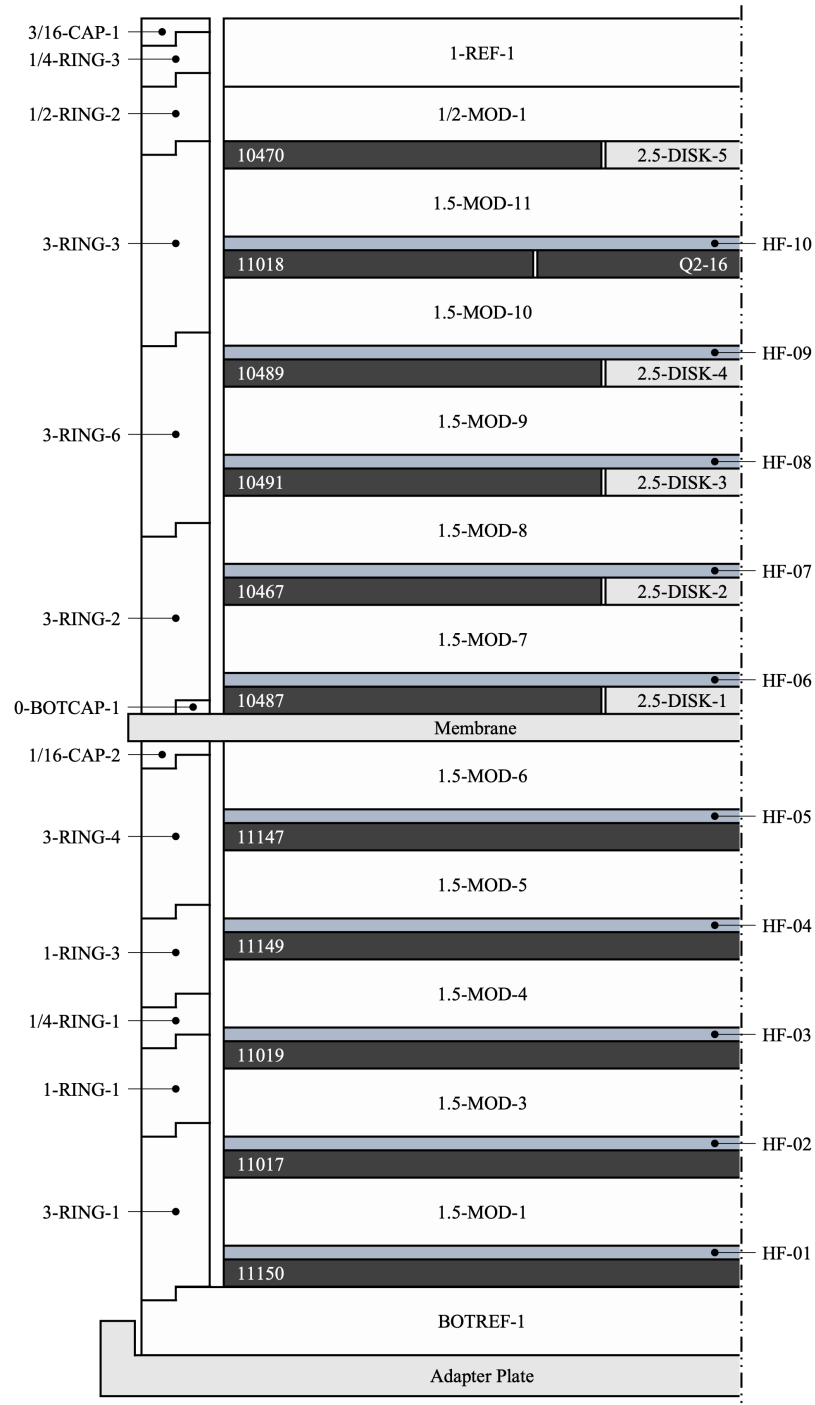 3/16-CAP-1
1-REF-1
1/4-RING-3
1/2-RING-2
1/2-MOD-1
10470
2.5-DISK-5
1.5-MOD-11
3-RING-3
HF-10
11018
Q2-16
1.5-MOD-10
HF-09
10489
2.5-DISK-4
1.5-MOD-9
3-RING-6
HF-08
10491
2.5-DISK-3
1.5-MOD-8
HF-07
10467
2.5-DISK-2
3-RING-2
1.5-MOD-7
HF-06
10487
2.5-DISK-1
0-BOTCAP-1
Membrane
1/16-CAP-2
1.5-MOD-6
HF-05
3-RING-4
11147
1.5-MOD-5
HF-04
11149
1-RING-3
1.5-MOD-4
1/4-RING-1
HF-03
11019
1-RING-1
1.5-MOD-3
HF-02
11017
3-RING-1
1.5-MOD-1
HF-01
11150
BOTREF-1
Adapter Plate